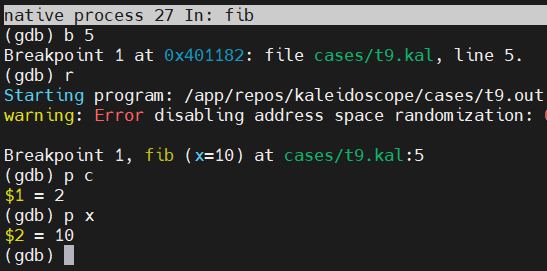 native process 27 In: fib
(gdb) b 5
Breakpoint 1 at 0x401182: file cases/t9.kal, line 5.
(gdb) r
Starting program: /app/repos/kaleidoscope/cases/t9.out
warning: Error disabling address space randomization:
Breakpoint 1, fib (x=10) at cases/t9.kal:5
(gdb) p c
$1 = 2
(gdb) p x
$2 = 10
(gdb)